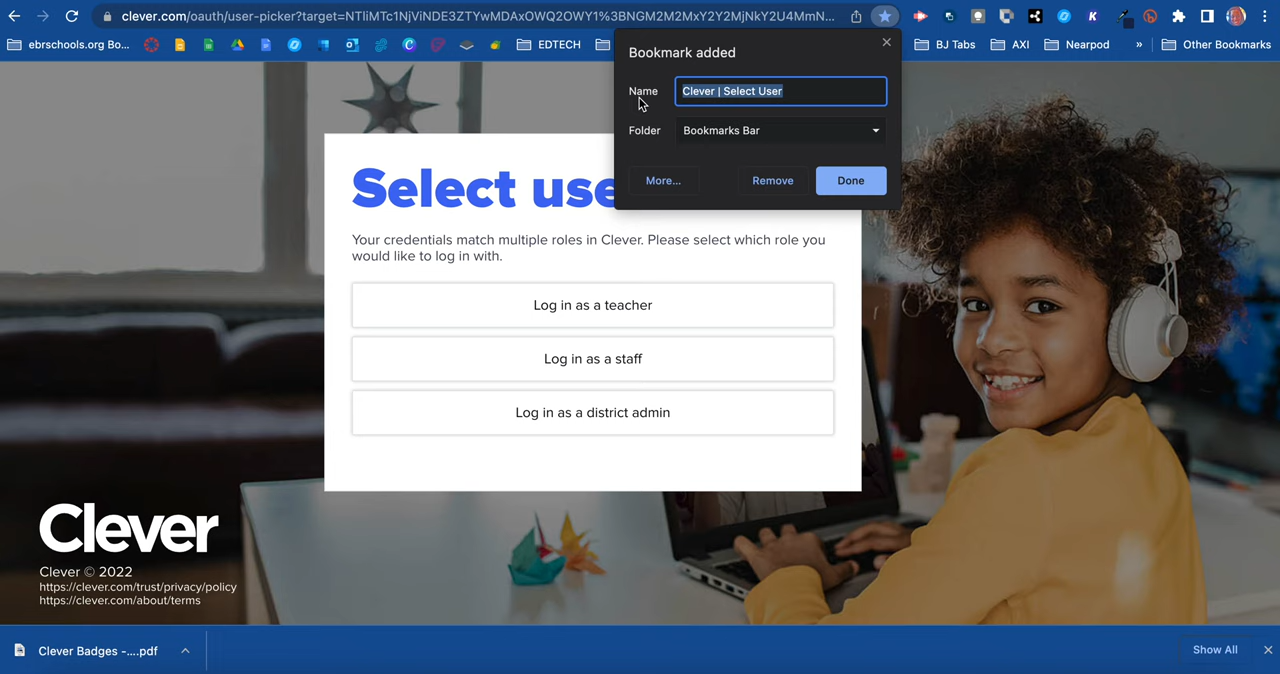 clever.com/oauth/user-picker?target=NTliMTc1NjViNDE3ZTYwMDAxOWQ2OWY1%3BNGM2M2MxY2Y2MjNkY2U4MmN...
ebrschools.org Bo...
EDTECH
BJ Tabs
AXI
Nearpod
»
Other Bookmarks
Bookmark added
Name
Clever | Select User
Folder
Bookmarks Bar
More...
Remove
Done
Select use
Your credentials match multiple roles in Clever. Please select which role you
would like to log in with.
Log in as a teacher
Log in as a staff
Log in as a district admin
Clever
Clever © 2022
https://clever.com/trust/privacy/policy
https://clever.com/about/terms
Clever Badges -....pdf
Show All